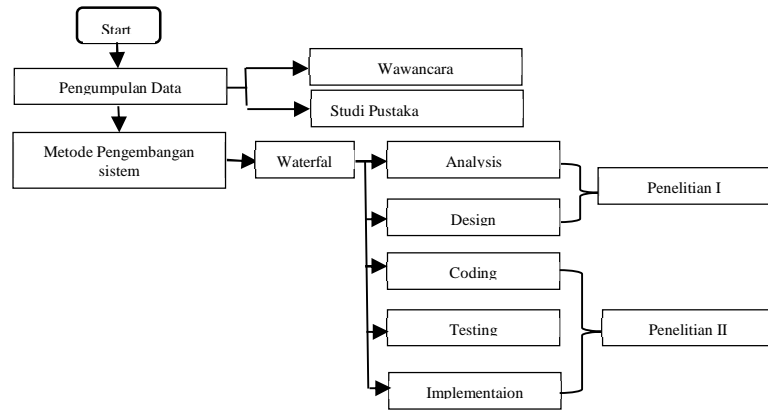 Start
Pengumpulan Data
Wawancara
Studi Pustaka
Metode Pengembangan
sistem
Waterfal
Analysis
Design
Coding
Testing
Implementaion
Penelitian I
Penelitian II